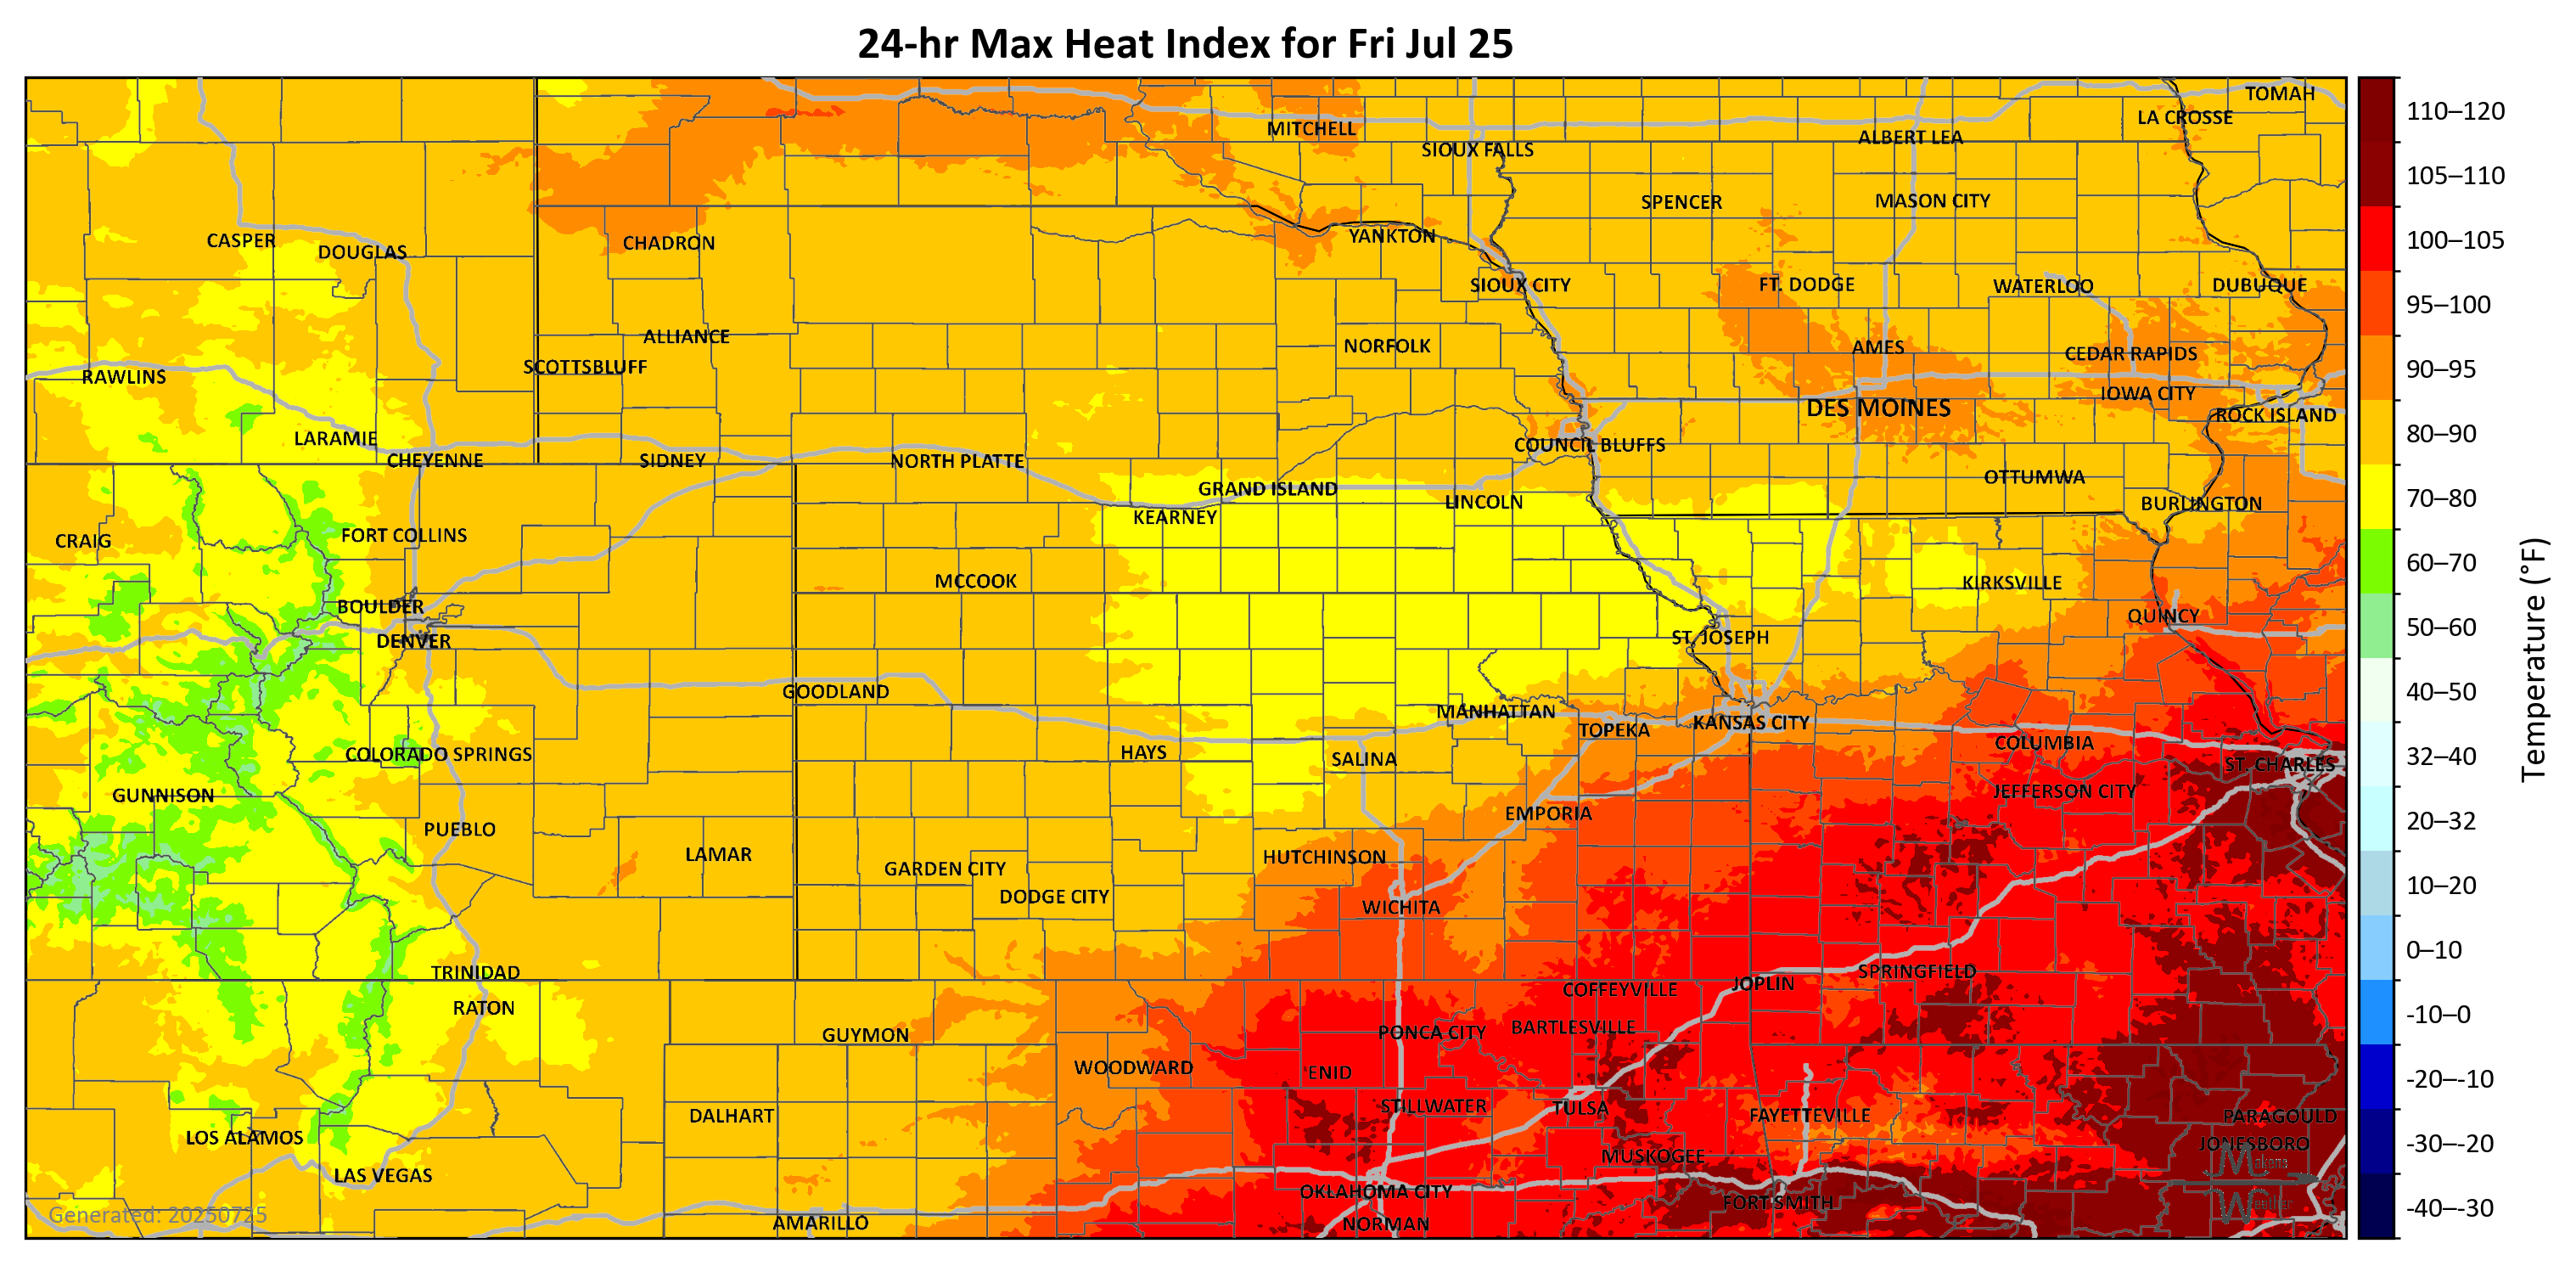 24-hr Max Heat Index for Fri Jul 25
TOMAH
LA CROSSE
MITCHELL
ALBERT LEA
SIOUX FALLS
SPENCER
MASON CITY
CASPER
DOUGLAS
CHADRON
YANKTON
SIOUX CITY
FT. DODGE
WATERLOO
DUBUQUE
ALLIANCE
NORFOLK
AMES
CEDAR RAPIDS
SCOTTSBLUFF
RAWLINS
IOWA CITY
DES MOINES
ROCK ISLAND
LARAMIE
COUNCIL BLUFFS
CHEYENNE
SIDNEY
NORTH PLATTE
OTTUMWA
GRAND ISLAND
LINCOLN
BURLINGTON
KEARNEY
CRAIG
FORT COLLINS
MCCOOK
KIRKSVILLE
BOULDER
QUINCY
DENVER
ST. JOSEPH
GOODLAND
MANHATTAN
TOPEKA
KANSAS CITY
COLUMBIA
COLORADO SPRINGS
HAYS
SALINA
ST. CHARLES
GUNNISON
JEFFERSON CITY
EMPORIA
PUEBLO
LAMAR
HUTCHINSON
GARDEN CITY
DODGE CITY
WICHITA
TRINIDAD
SPRINGFIELD
JOPLIN
COFFEYVILLE
RATON
BARTLESVILLE
PONCA CITY
GUYMON
WOODWARD
ENID
STILLWATER
TULSA
DALHART
FAYETTEVILLE
PARAGOULD
LOS ALAMOS
JONESBORO
MUSKOGEE
LAS VEGAS
OKLAHOMA CITY
FORT SMITH
AMARILLO
NORMAN
Generated: 20250725
Makens
Weather
110–120
105–110
100–105
95–100
90–95
80–90
70–80
60–70
50–60
40–50
32–40
20–32
10–20
0–10
-10–0
-20–-10
-30–-20
-40–-30
Temperature (°F)